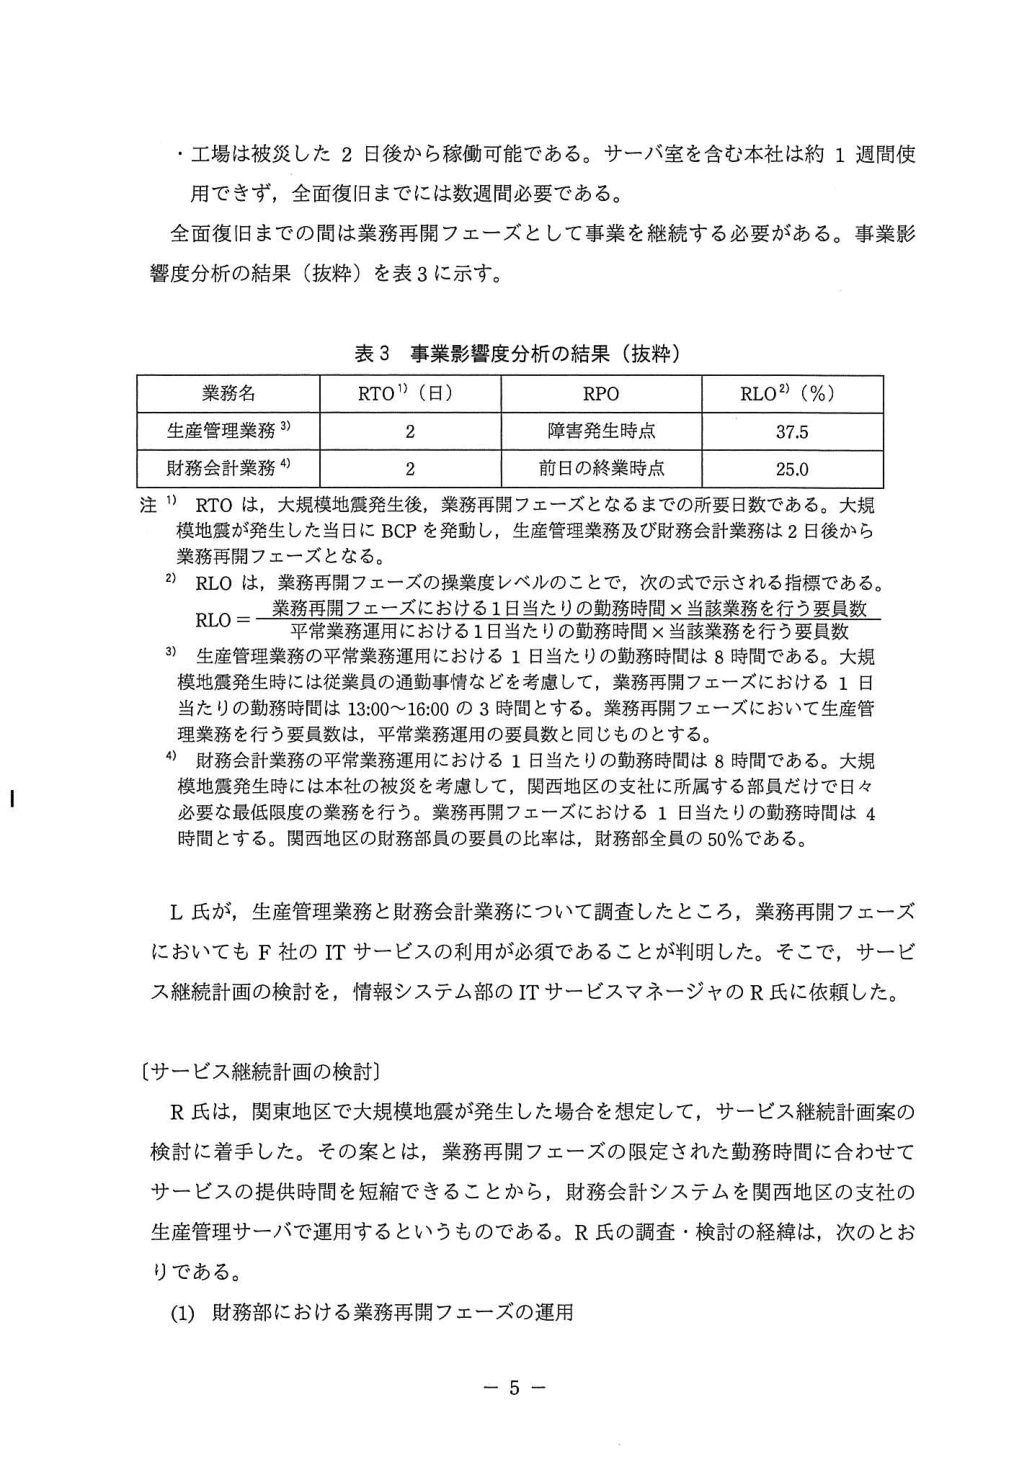 ・工場は被災した 2 日後から稼働可能である。サーバ室を含む本社は約 1 週間使
用できず，全面復旧までには数週間必要である。
全面復旧までの間は業務再開フェーズとして事業を継続する必要がある。事業影
響度分析の結果（抜粋）を表 3 に示す。
表 3　事業影響度分析の結果（抜粋）
業務名　RTO 1)（日）　RPO　RLO 2)（%）
生産管理業務 3)　2　障害発生時点　37.5
財務会計業務 4)　2　前日の終業時点　25.0
注 1)　RTO は，大規模地震発生後，業務再開フェーズとなるまでの所要日数である。大規
模地震が発生した当日に BCP を発動し，生産管理業務及び財務会計業務は 2 日後から
業務再開フェーズとなる。
2)　RLO は，業務再開フェーズの操業度レベルのことで，次の式で示される指標である。
業務再開フェーズにおける1日当たりの勤務時間×当該業務を行う要員数
RLO＝
平常業務運用における1日当たりの勤務時間×当該業務を行う要員数
3)　生産管理業務の平常業務運用における 1 日当たりの勤務時間は 8 時間である。大規
模地震発生時には従業員の通勤事情などを考慮して，業務再開フェーズにおける 1 日
当たりの勤務時間は 13:00～16:00 の 3 時間とする。業務再開フェーズにおいて生産管
理業務を行う要員数は，平常業務運用の要員数と同じものとする。
4)　財務会計業務の平常業務運用における 1 日当たりの勤務時間は 8 時間である。大規
模地震発生時には本社の被災を考慮して，関西地区の支社に所属する部員だけで日々
必要な最低限度の業務を行う。業務再開フェーズにおける 1 日当たりの勤務時間は 4
時間とする。関西地区の財務部員の要員の比率は，財務部全員の 50%である。
L 氏が，生産管理業務と財務会計業務について調査したところ，業務再開フェーズ
においても F 社の IT サービスの利用が必須であることが判明した。そこで，サービ
ス継続計画の検討を，情報システム部の IT サービスマネージャの R 氏に依頼した。
〔サービス継続計画の検討〕
R 氏は，関東地区で大規模地震が発生した場合を想定して，サービス継続計画案の
検討に着手した。その案とは，業務再開フェーズの限定された勤務時間に合わせて
サービスの提供時間を短縮できることから，財務会計システムを関西地区の支社の
生産管理サーバで運用するというものである。R 氏の調査・検討の経緯は，次のとお
りである。
(1)　財務部における業務再開フェーズの運用
－ 5 －